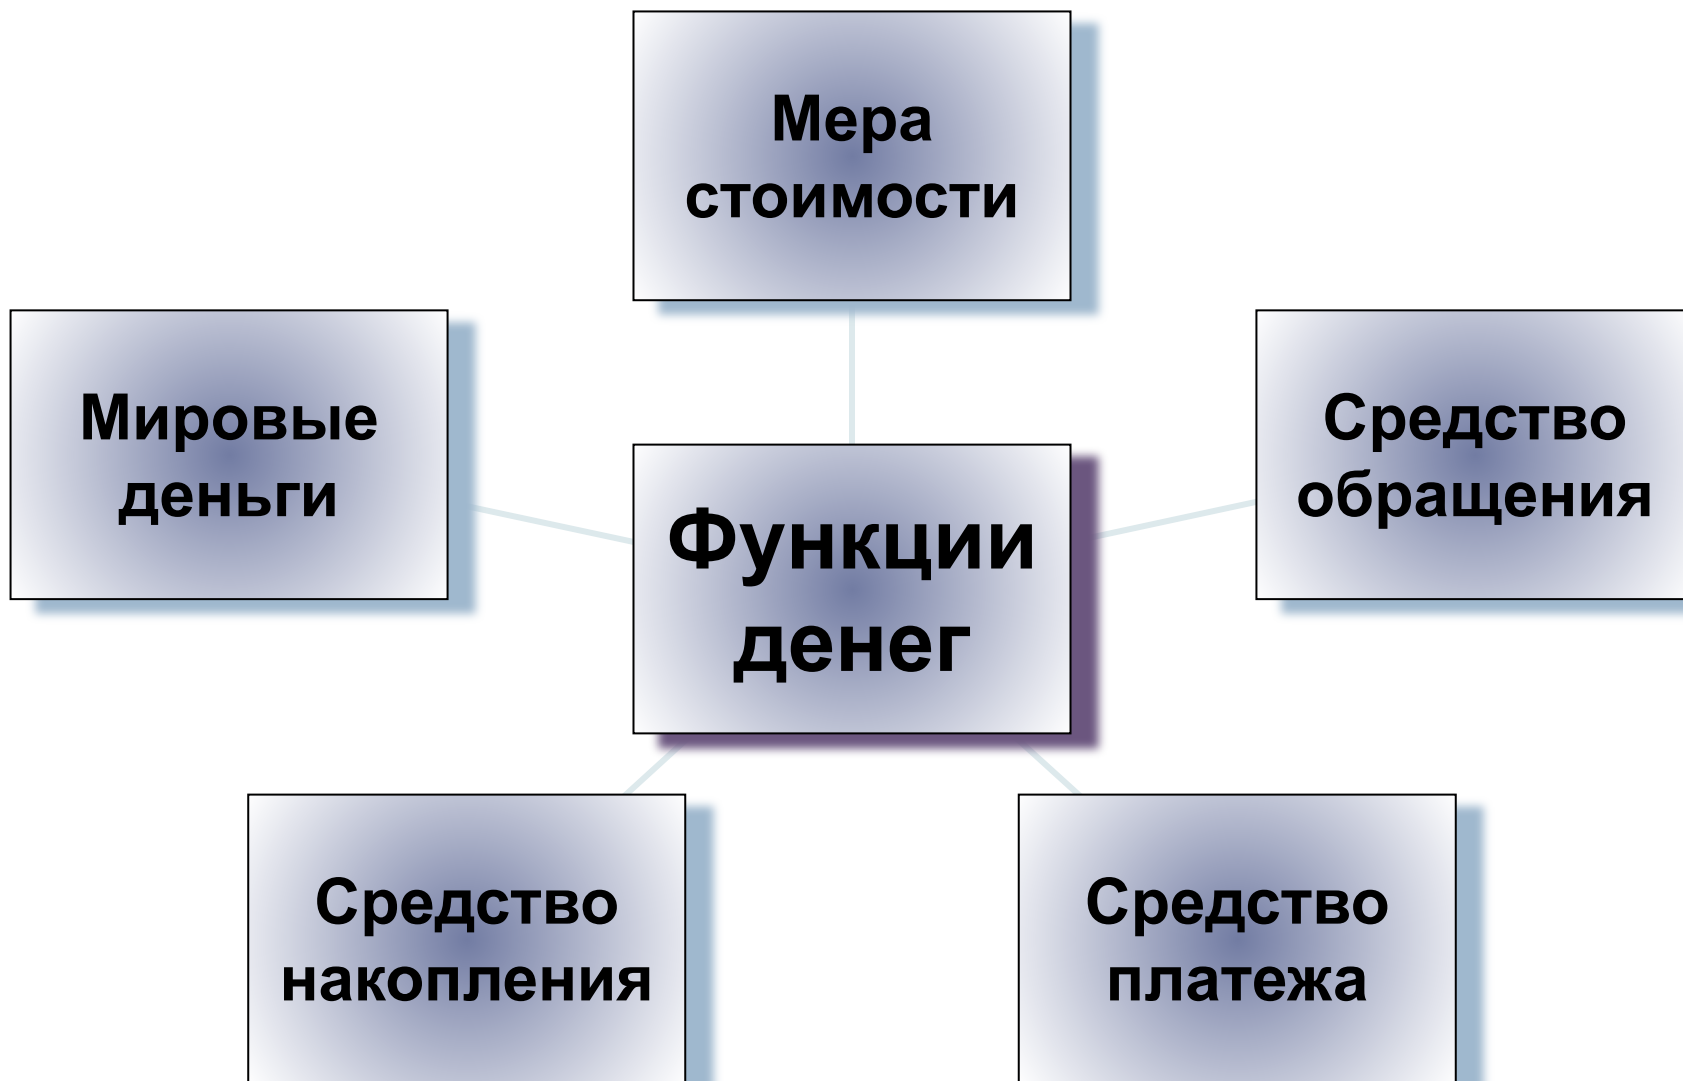 Мера
стоимости
Мировые
деньги
Средство
обращения
Функции
денег
Средство
накопления
Средство
платежа